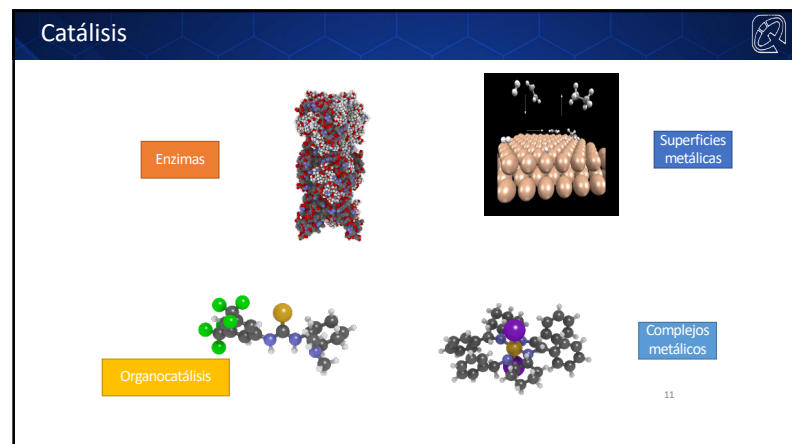 Catálisis
Enzimas
Superficies
metálicas
Organocatálisis
Complejos
metálicos
11